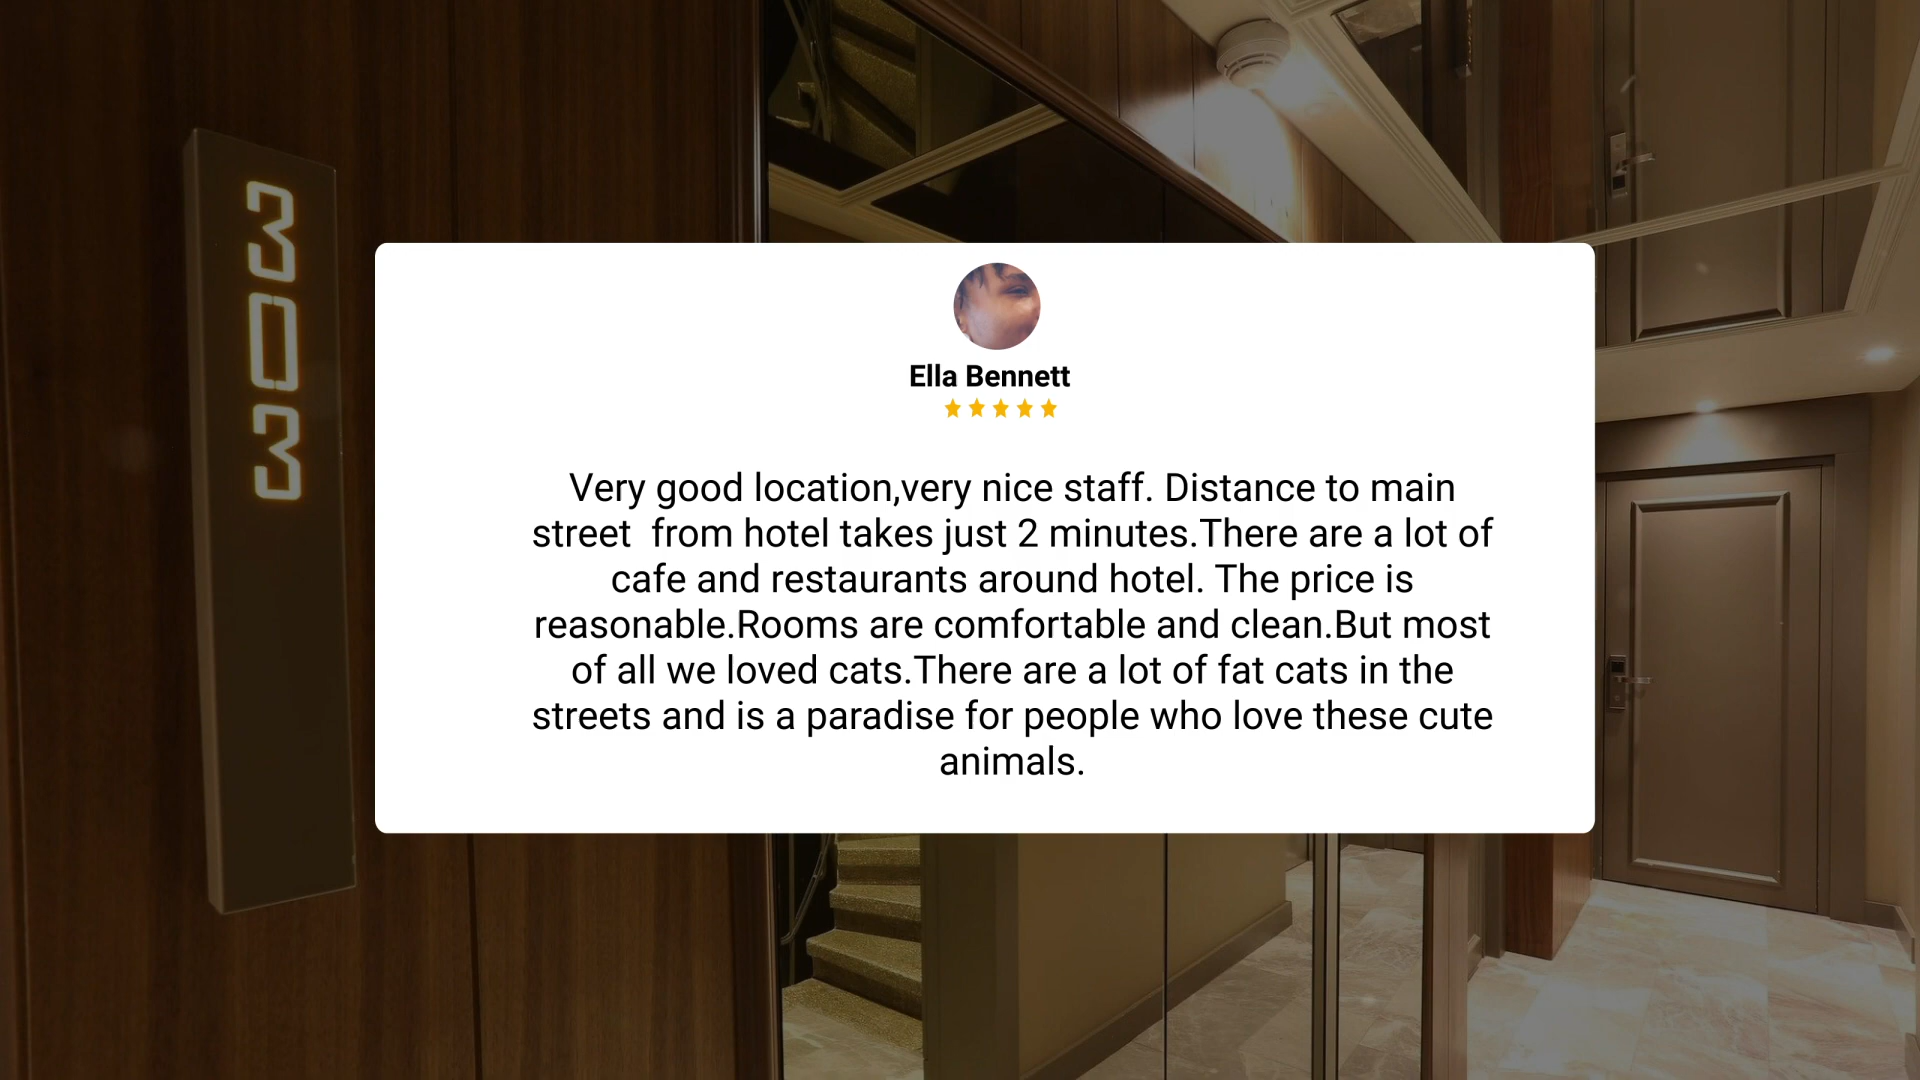 303
Ella Bennett
Very good location,very nice staff. Distance to main
street  from hotel takes just 2 minutes.There are a lot of
cafe and restaurants around hotel. The price is
reasonable.Rooms are comfortable and clean.But most
of all we loved cats.There are a lot of fat cats in the
streets and is a paradise for people who love these cute
animals.